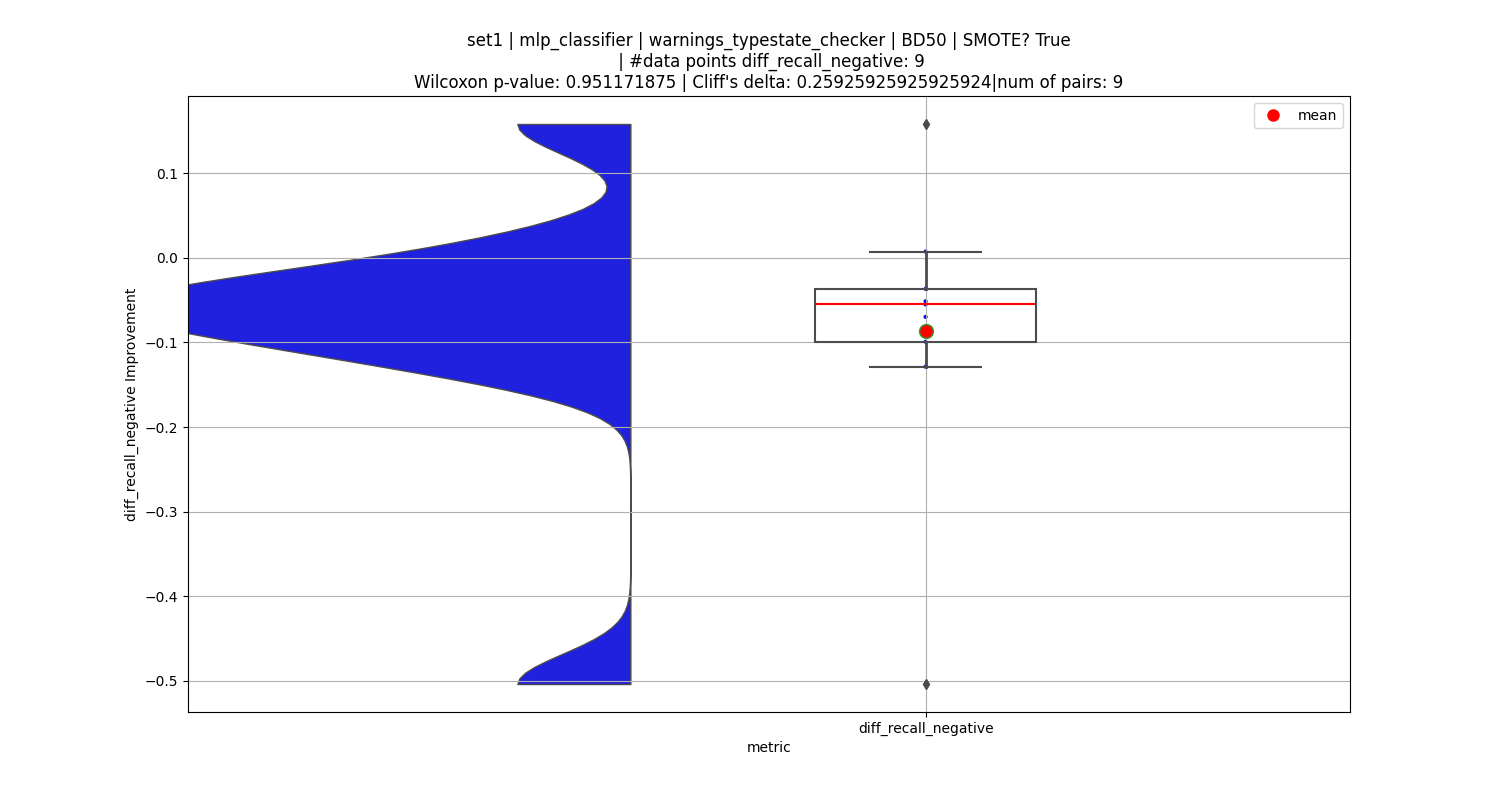 set1 | mlp_classifier | warnings_typestate_checker | BD50 | SMOTE? True
| #data points diff_recall_negative: 9
Wilcoxon p-value: 0.951171875 | Cliff's delta: 0.25925925925925924|num of pairs: 9
mean
0.1
0.0
−0.1
−0.2
−0.3
−0.4
−0.5
diff_recall_negative Improvement
diff_recall_negative
metric